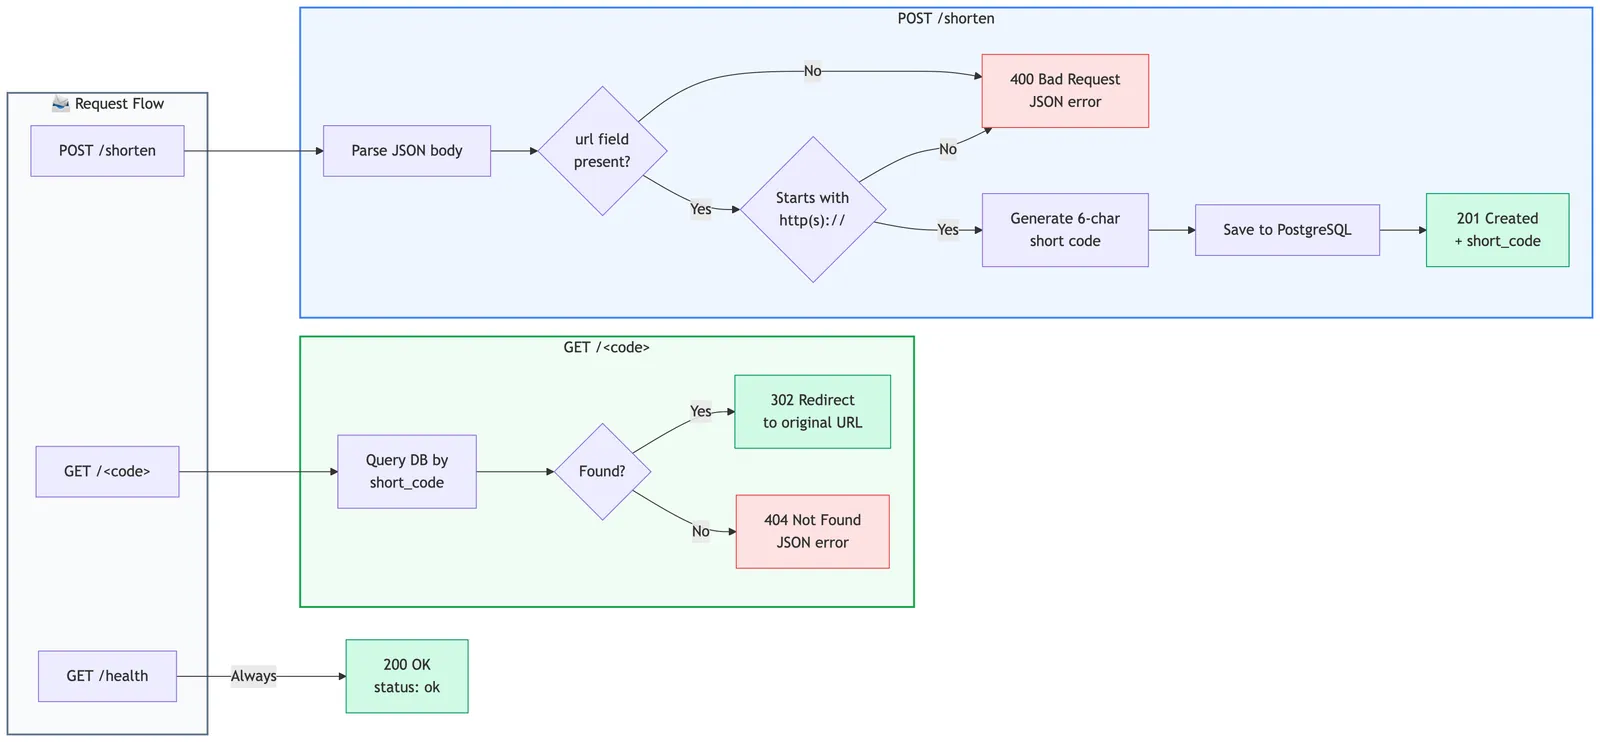 POST /shorten
Request Flow
POST /shorten
Parse JSON body
url field
present?
No
Yes
Starts with
http(s)://
No
Yes
400 Bad Request
JSON error
Generate 6-char
short code
Save to PostgreSQL
201 Created
+ short_code
GET /<code>
GET /<code>
Query DB by
short_code
Found?
Yes
No
302 Redirect
to original URL
404 Not Found
JSON error
GET /health
Always
200 OK
status: ok